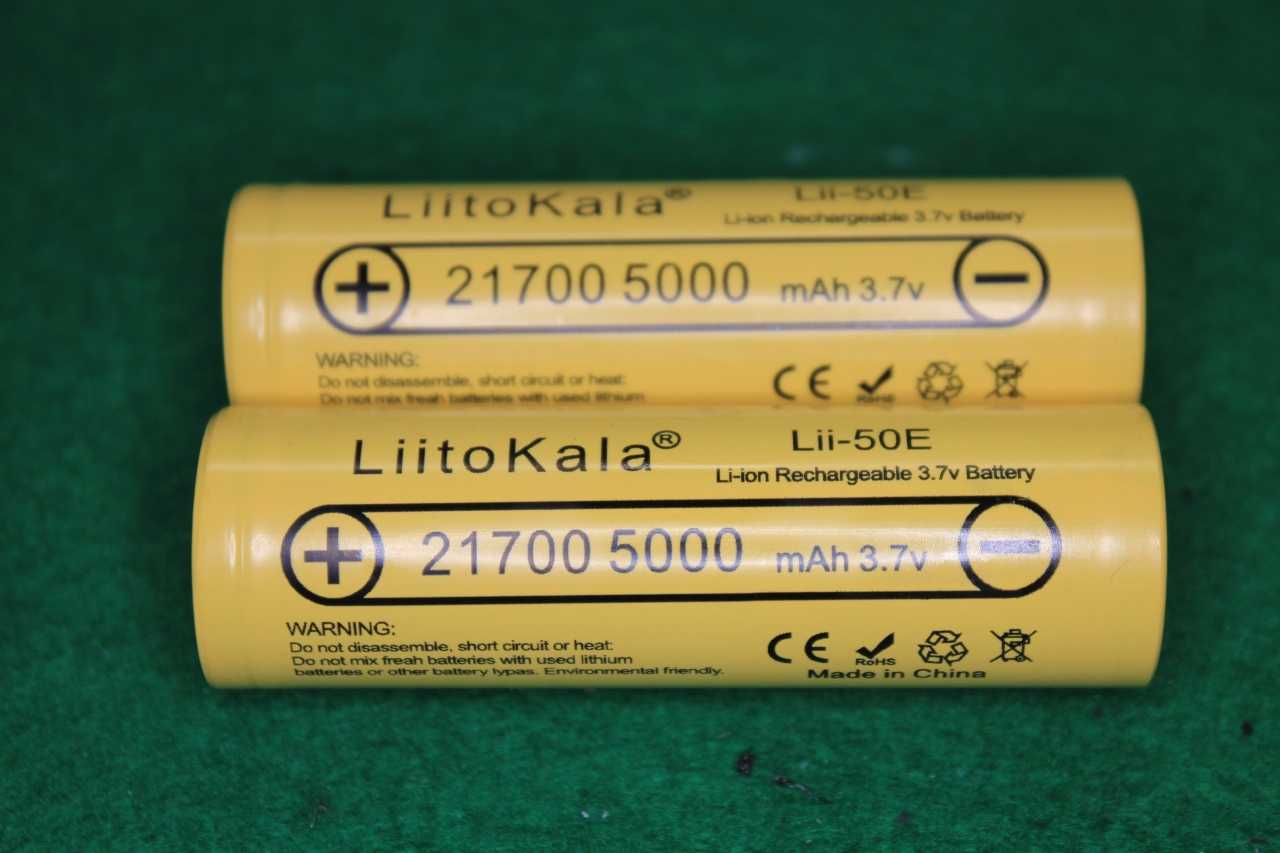 LiitoKala®
Lii-50E
Li-ion Rechargeable 3.7v Battery
+ 21700 5000 mAh 3.7v −
WARNING:
Do not disassemble, short circuit or heat:
Do not mix freah batteries with used lithium
CE RoHS
LiitoKala®
Lii-50E
Li-ion Rechargeable 3.7v Battery
+ 21700 5000 mAh 3.7v −
WARNING:
Do not disassemble, short circuit or heat:
Do not mix freah batteries with used lithium
batteries or other battery lypas. Environmental friendly.
CE RoHS
Made in China